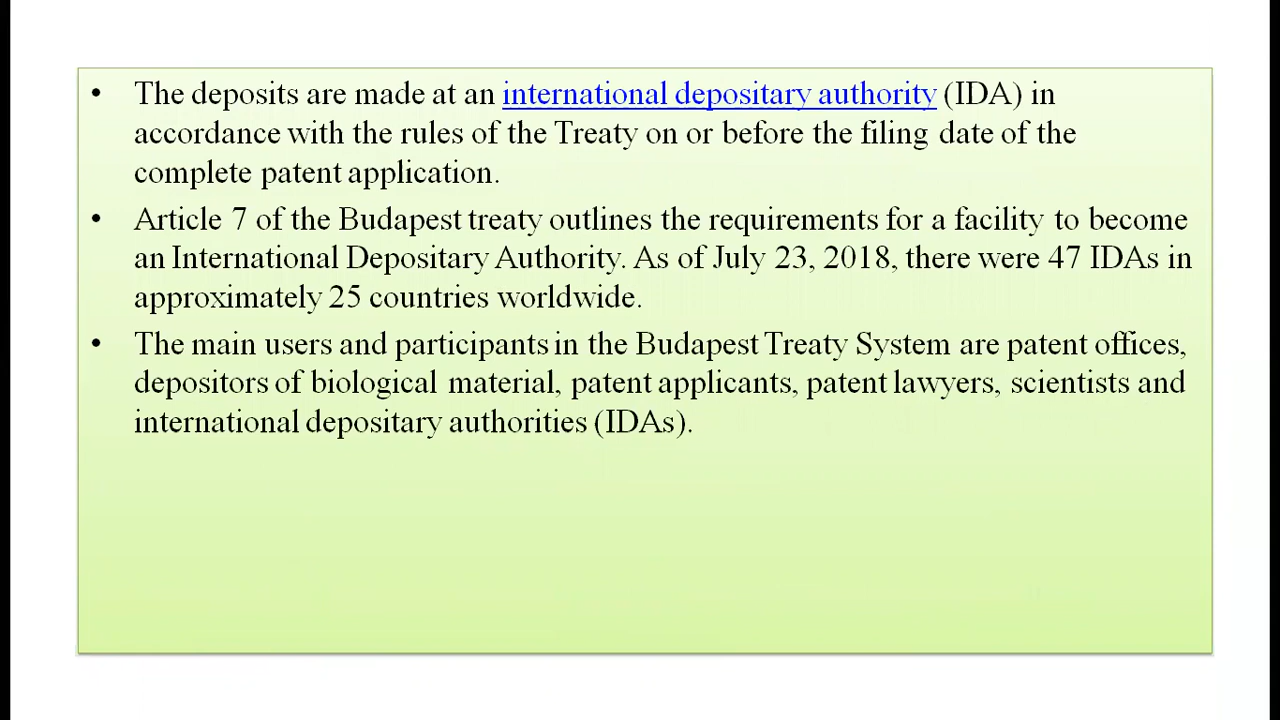 • The deposits are made at an international depositary authority (IDA) in
accordance with the rules of the Treaty on or before the filing date of the
complete patent application.
• Article 7 of the Budapest treaty outlines the requirements for a facility to become
an International Depositary Authority. As of July 23, 2018, there were 47 IDAs in
approximately 25 countries worldwide.
• The main users and participants in the Budapest Treaty System are patent offices,
depositors of biological material, patent applicants, patent lawyers, scientists and
international depositary authorities (IDAs).